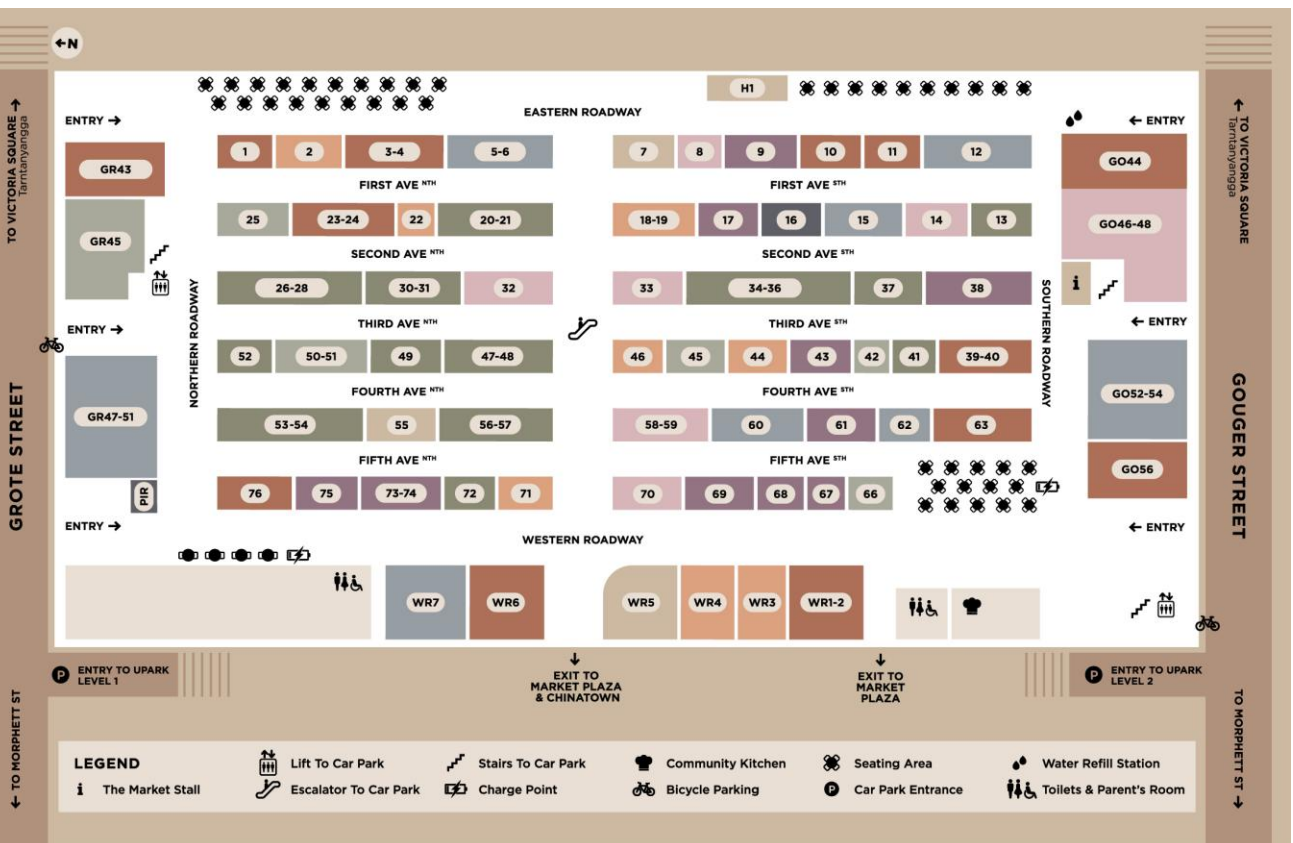 ←N
H1
EASTERN ROADWAY
ENTRY →
← ENTRY
TO VICTORIA SQUARE →
Tarntanyangga
← TO VICTORIA SQUARE
Tarntanyangga
GR43
1
2
3-4
5-6
7
8
9
10
11
12
GO44
FIRST AVE NTH
FIRST AVE STH
GR45
25
23-24
22
20-21
18-19
17
16
15
14
13
GO46-48
SECOND AVE NTH
SECOND AVE STH
26-28
30-31
32
33
34-36
37
38
i
ENTRY →
THIRD AVE NTH
THIRD AVE STH
← ENTRY
NORTHERN ROADWAY
SOUTHERN ROADWAY
52
50-51
49
47-48
46
45
44
43
42
41
39-40
FOURTH AVE NTH
FOURTH AVE STH
GROTE STREET
GOUGER STREET
GR47-51
53-54
55
56-57
58-59
60
61
62
63
GO52-54
FIFTH AVE NTH
FIFTH AVE STH
GO56
PIR
76
75
73-74
72
71
70
69
68
67
66
ENTRY →
← ENTRY
WESTERN ROADWAY
WR7
WR6
WR5
WR4
WR3
WR1-2
P ENTRY TO UPARK
LEVEL 1
EXIT TO
MARKET PLAZA
& CHINATOWN
EXIT TO
MARKET
PLAZA
P ENTRY TO UPARK
LEVEL 2
← TO MORPHETT ST
TO MORPHETT ST →
LEGEND
Lift To Car Park
Stairs To Car Park
Community Kitchen
Seating Area
Water Refill Station
i The Market Stall
Escalator To Car Park
Charge Point
Bicycle Parking
P Car Park Entrance
Toilets & Parent's Room